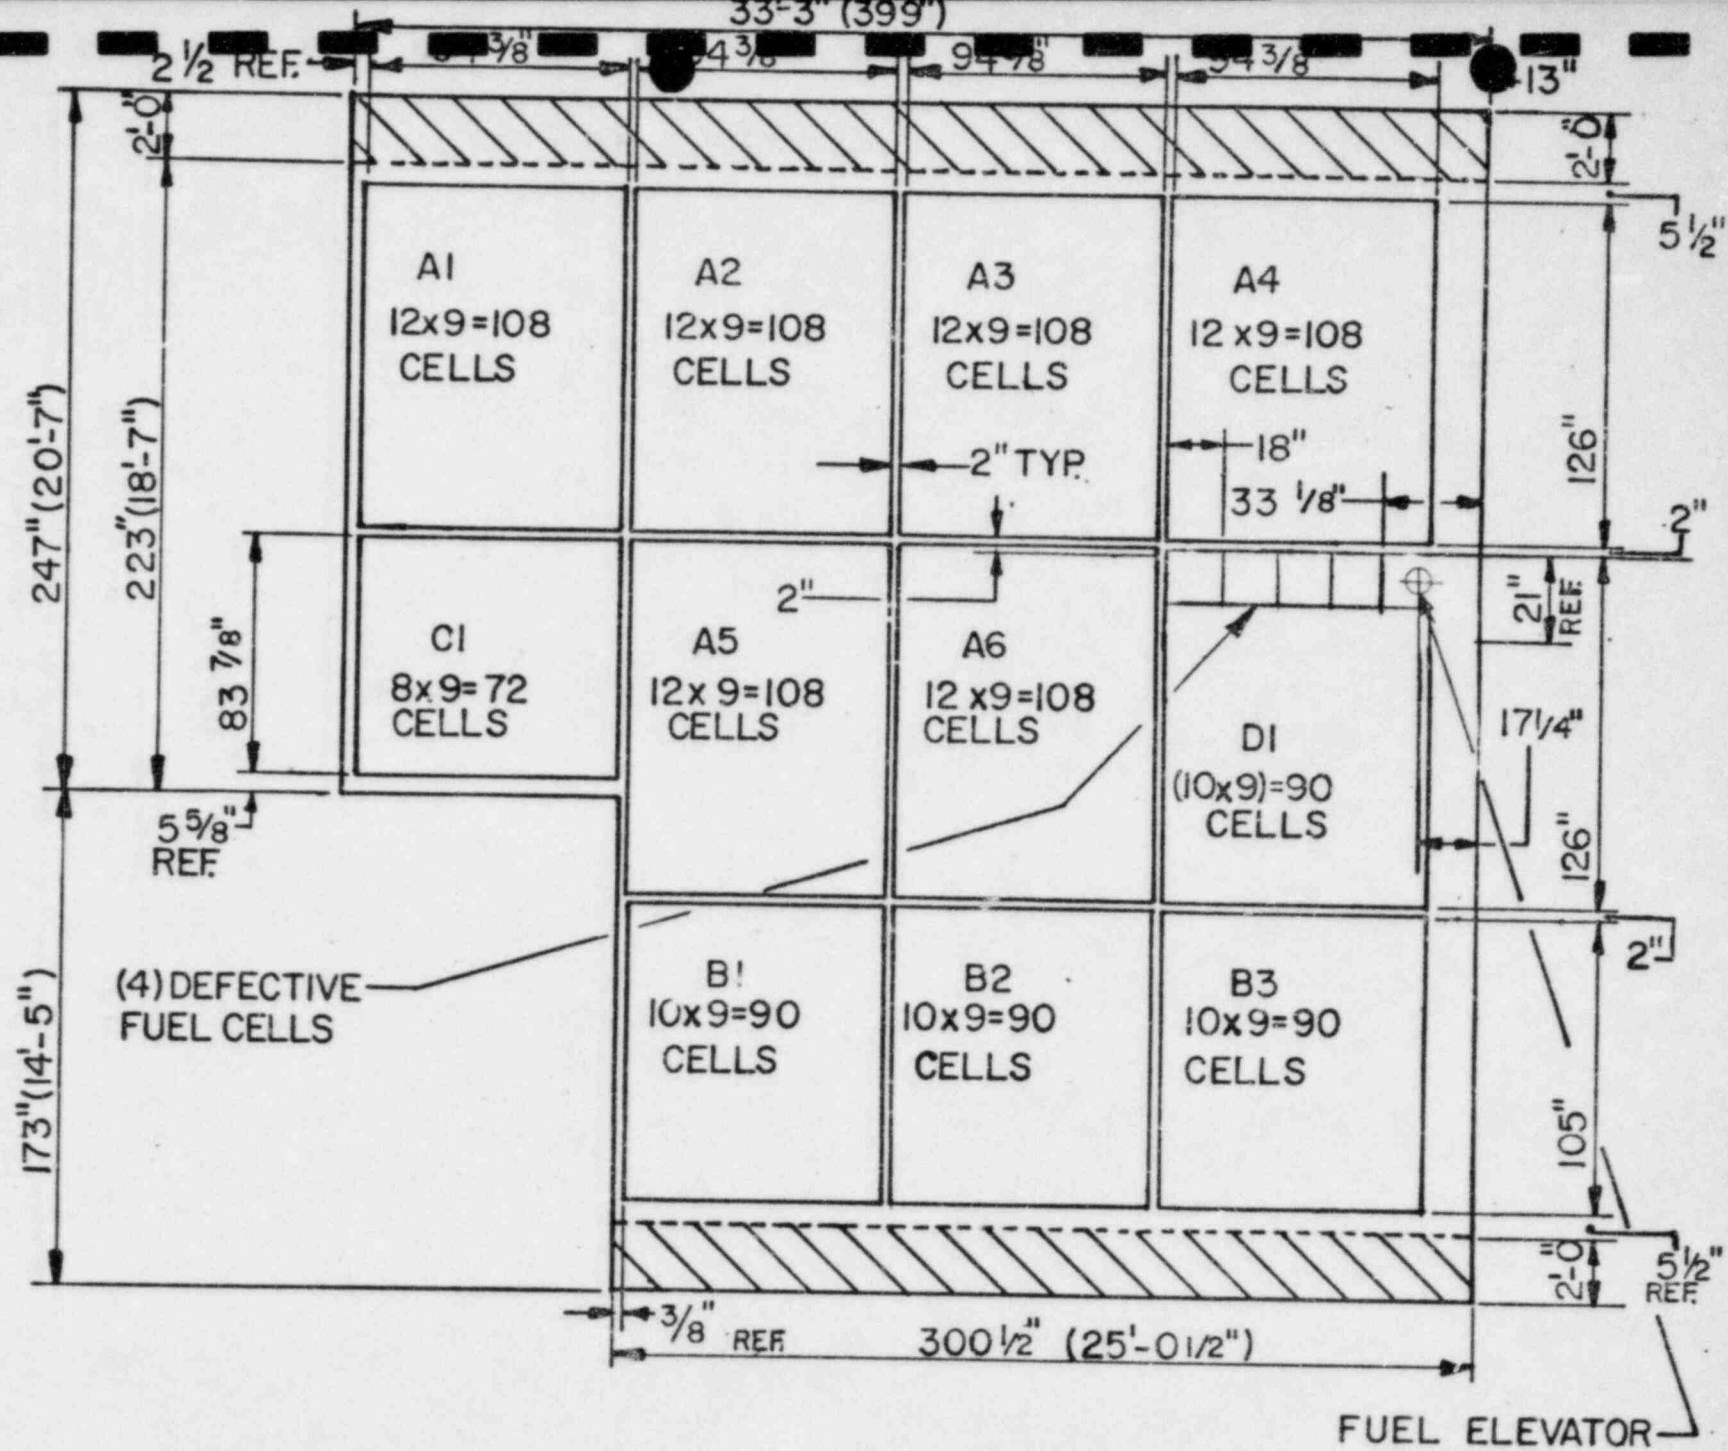 33'-3" (399")
2 1/2 REF.
3/8"
94 3/8"
94 3/8"
13"
2'-0"
2'-0"
5 1/2"
A1
12x9=108
CELLS
A2
12x9=108
CELLS
A3
12x9=108
CELLS
A4
12x9=108
CELLS
247" (20'-7")
223" (18'-7")
126"
2" TYP.
18"
33 1/8"
2"
2"
21" REF.
83 7/8"
C1
8x9=72
CELLS
A5
12x9=108
CELLS
A6
12x9=108
CELLS
D1
(10x9)=90
CELLS
17 1/4"
126"
5 5/8"
REF.
2"
(4) DEFECTIVE
FUEL CELLS
B1
10x9=90
CELLS
B2
10x9=90
CELLS
B3
10x9=90
CELLS
173" (14'-5")
105"
2'-0"
5 1/2"
REF.
3/8" REF.
300 1/2" (25'-0 1/2")
FUEL ELEVATOR